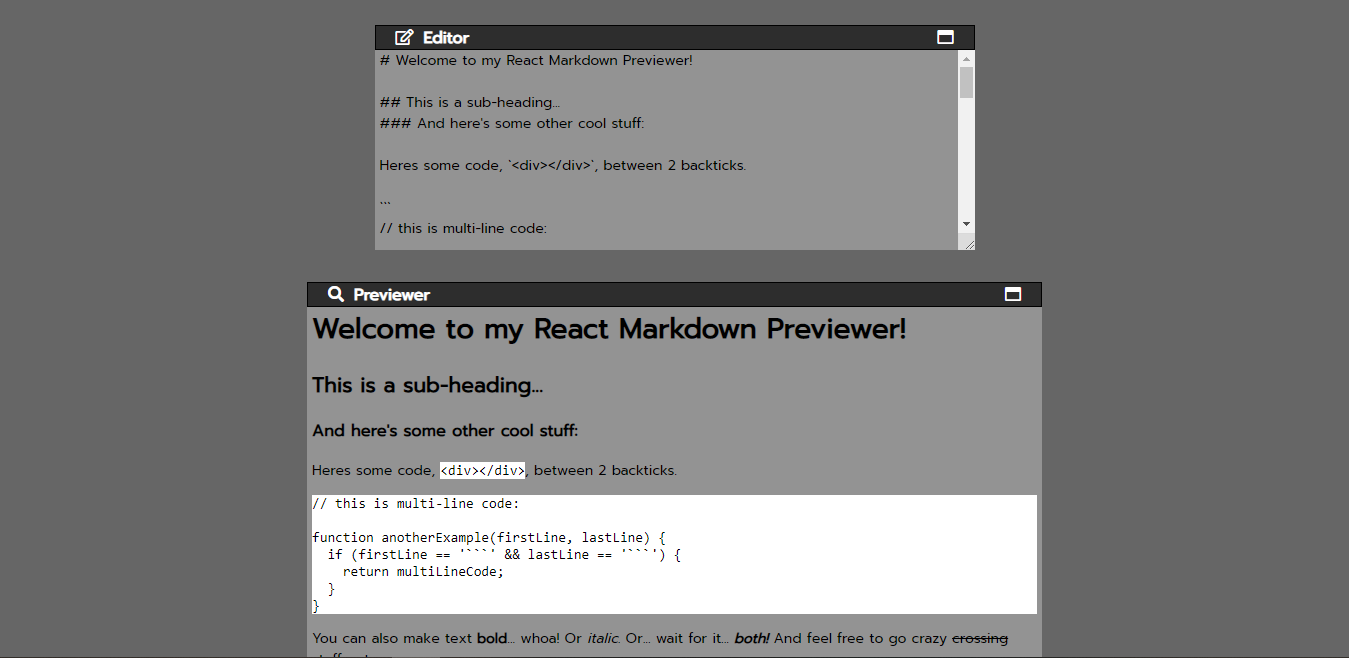 Editor
# Welcome to my React Markdown Previewer!
## This is a sub-heading...
### And here's some other cool stuff:
Heres some code, `<div></div>`, between 2 backticks.
```
// this is multi-line code:
Previewer
Welcome to my React Markdown Previewer!
This is a sub-heading...
And here's some other cool stuff:
Heres some code, <div></div>, between 2 backticks.
// this is multi-line code:
function anotherExample(firstLine, lastLine) {
  if (firstLine == '```' && lastLine == '```') {
    return multiLineCode;
  }
}
You can also make text bold... whoa! Or italic. Or... wait for it... both! And feel free to go crazy crossing